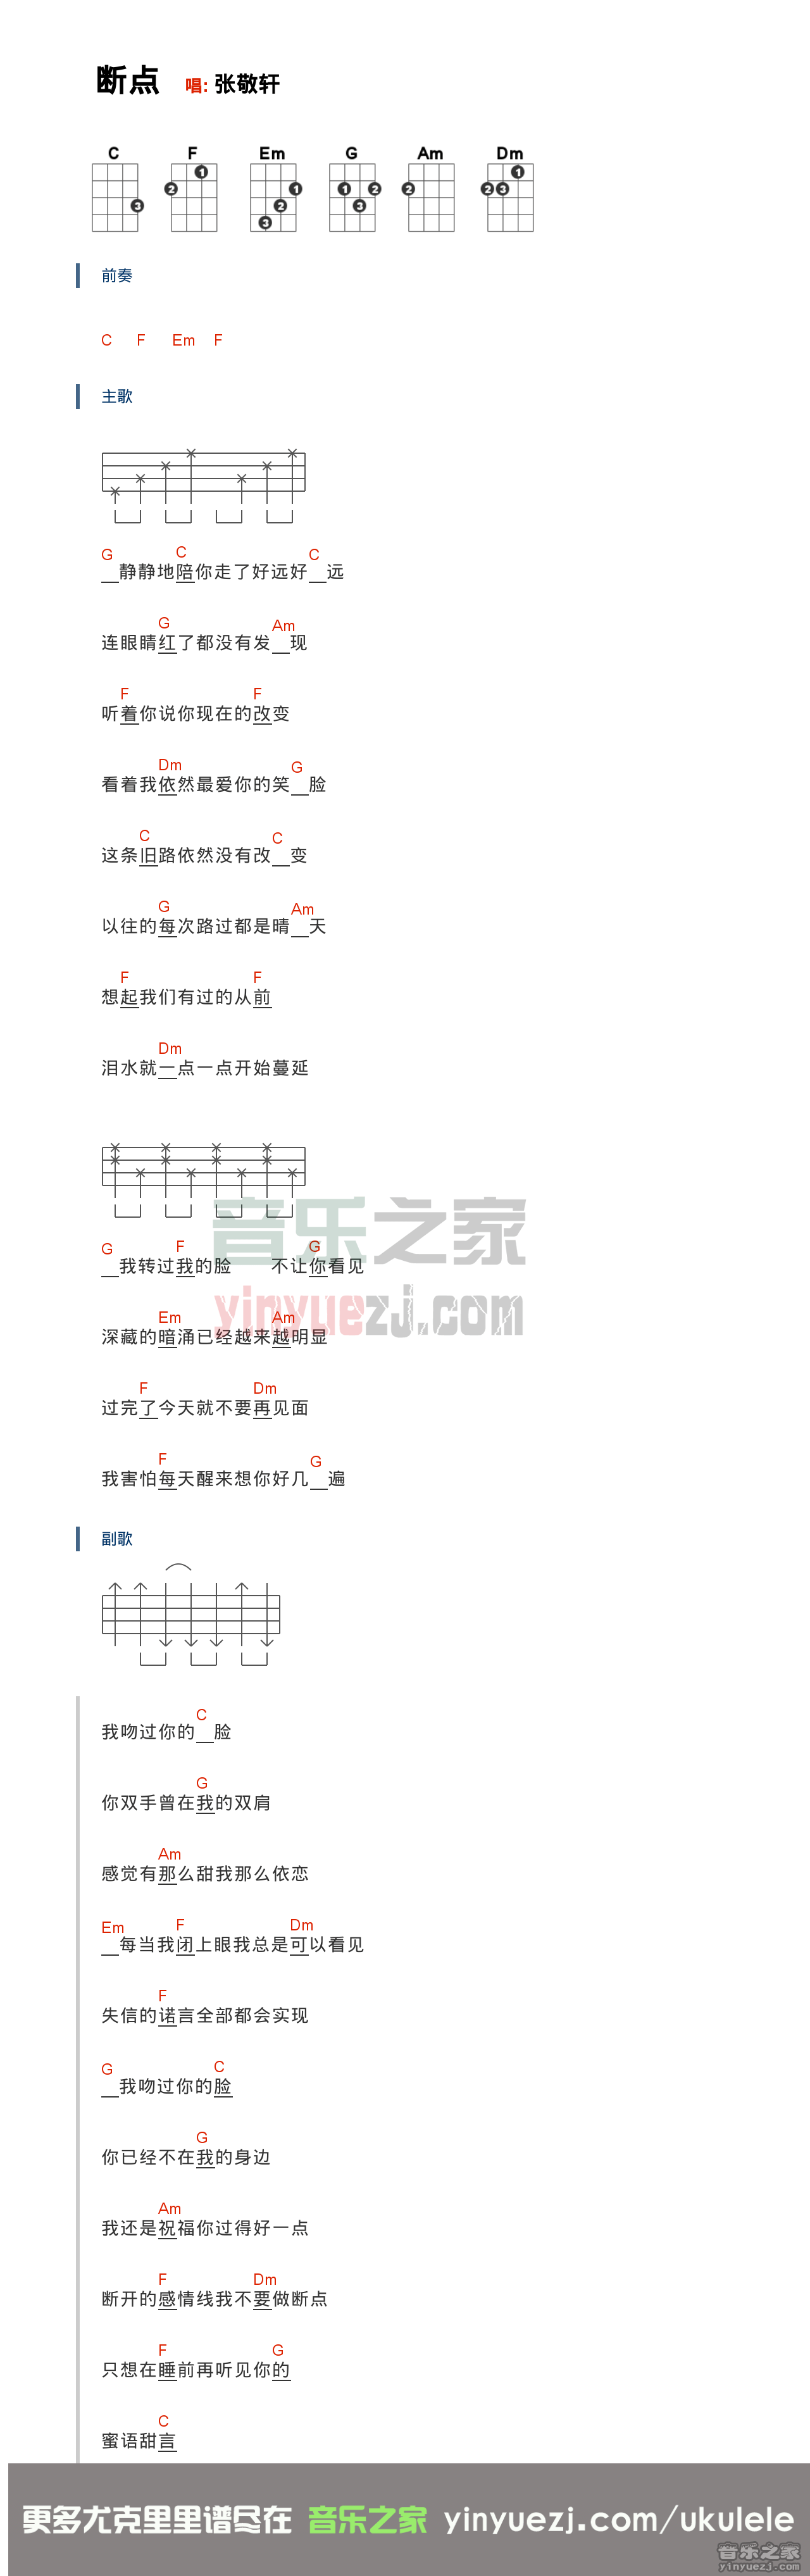 断点 唱: 张敬轩
C F Em G Am Dm
3 2 1 1 2 3 1 2 3 2 2 3 1
前奏
C F Em F
主歌
G C C
__静静地陪你走了好远好__远
G Am
连眼睛红了都没有发__现
F F
听着你说你现在的改变
Dm G
看着我依然最爱你的笑__脸
C C
这条旧路依然没有改__变
G Am
以往的每次路过都是晴__天
F F
想起我们有过的从前
Dm
泪水就一点一点开始蔓延
音乐之家
G F G
__我转过我的脸 不让你看见
yinyuezj.com
Em Am
深藏的暗涌已经越来越明显
F Dm
过完了今天就不要再见面
F G
我害怕每天醒来想你好几__遍
副歌
C
我吻过你的__脸
G
你双手曾在我的双肩
Am
感觉有那么甜我那么依恋
Em F Dm
__每当我闭上眼我总是可以看见
F
失信的诺言全部都会实现
G C
__我吻过你的脸
G
你已经不在我的身边
Am
我还是祝福你过得好一点
F Dm
断开的感情线我不要做断点
F G
只想在睡前再听见你的
C
蜜语甜言
更多尤克里里谱尽在 音乐之家 yinyuezj.com/ukulele
音乐之家
yinyuezj.com